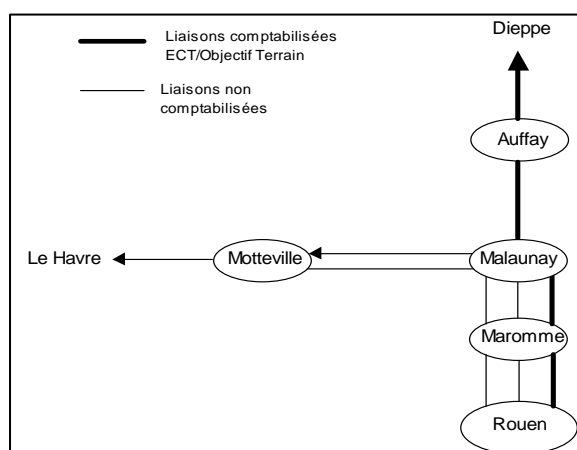 Liaisons comptabilisées
ECT/Objectif Terrain
Liaisons non
comptabilisées
Dieppe
Auffay
Le Havre
Motteville
Malaunay
Maromme
Rouen